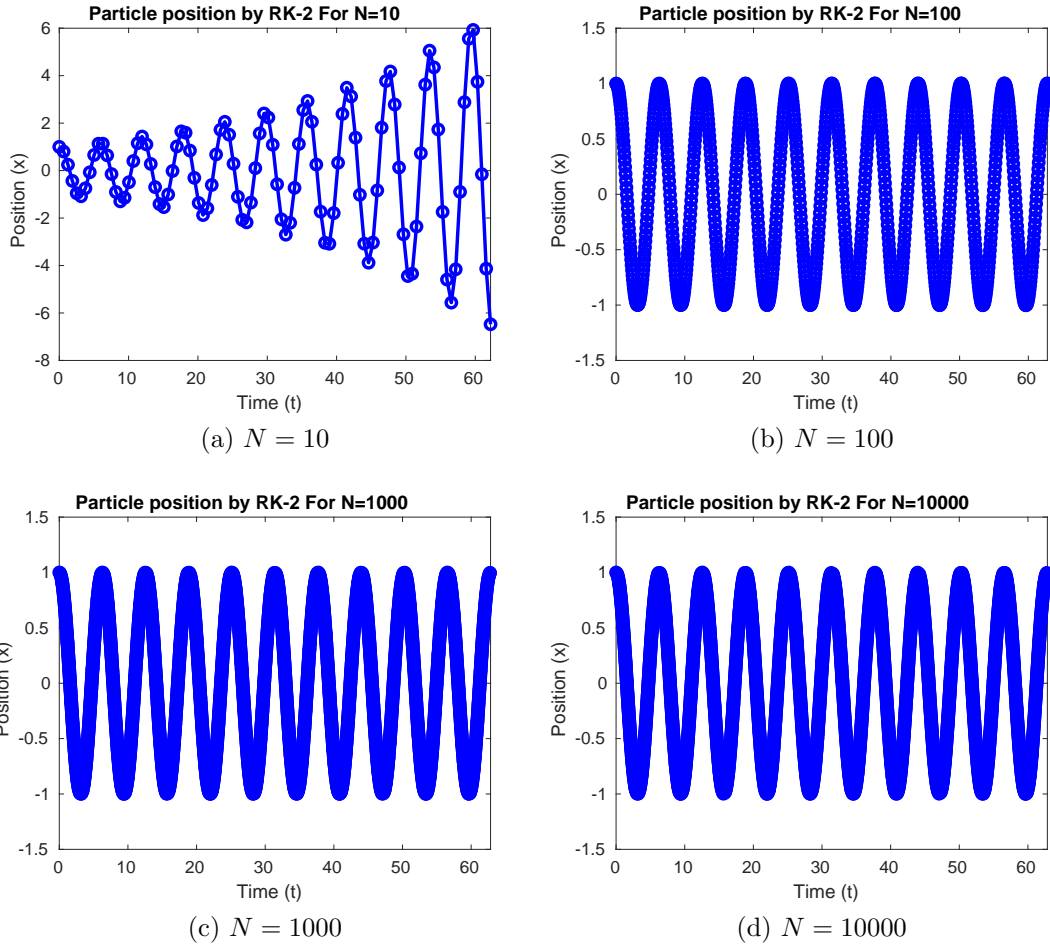 Particle position by RK-2 For N=10
6
4
2
0
-2
-4
-6
-8
Position (x)
0 10 20 30 40 50 60
Time (t)
(a) N = 10
Particle position by RK-2 For N=100
1.5
1
0.5
0
-0.5
-1
-1.5
Position (x)
0 10 20 30 40 50 60
Time (t)
(b) N = 100
Particle position by RK-2 For N=1000
1.5
1
0.5
0
-0.5
-1
-1.5
Position (x)
0 10 20 30 40 50 60
Time (t)
(c) N = 1000
Particle position by RK-2 For N=10000
1.5
1
0.5
0
-0.5
-1
-1.5
Position (x)
0 10 20 30 40 50 60
Time (t)
(d) N = 10000